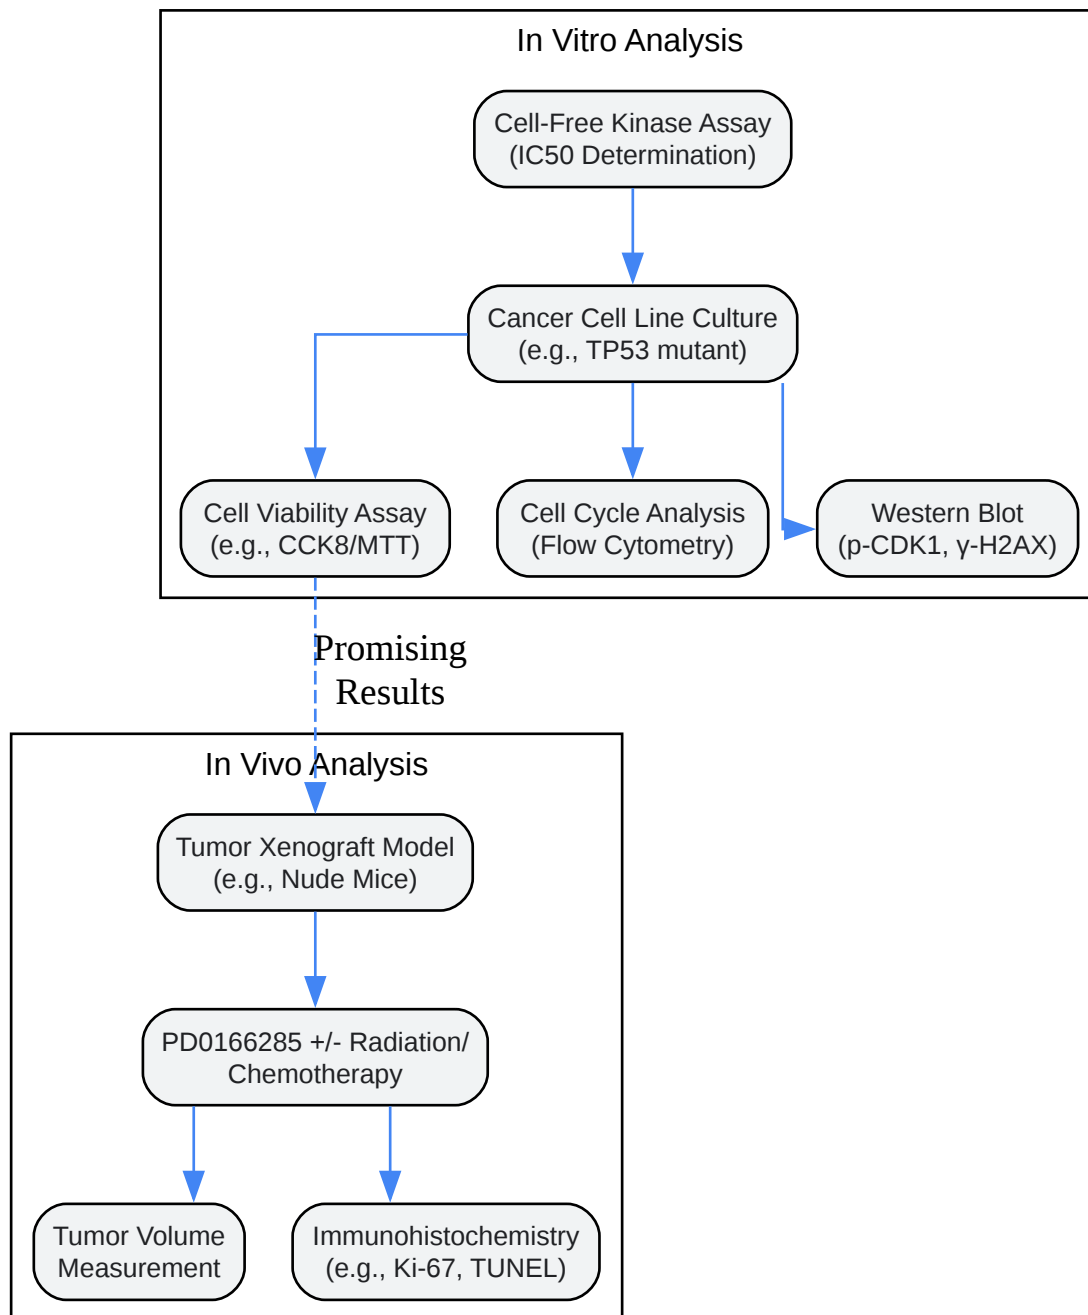 In Vitro Analysis
Cell-Free Kinase Assay
(IC50 Determination)
Cancer Cell Line Culture
(e.g., TP53 mutant)
Cell Viability Assay
(e.g., CCK8/MTT)
Cell Cycle Analysis
(Flow Cytometry)
Western Blot
(p-CDK1, γ-H2AX)
Promising
Results
In Vivo Analysis
Tumor Xenograft Model
(e.g., Nude Mice)
PD0166285 +/- Radiation/
Chemotherapy
Tumor Volume
Measurement
Immunohistochemistry
(e.g., Ki-67, TUNEL)